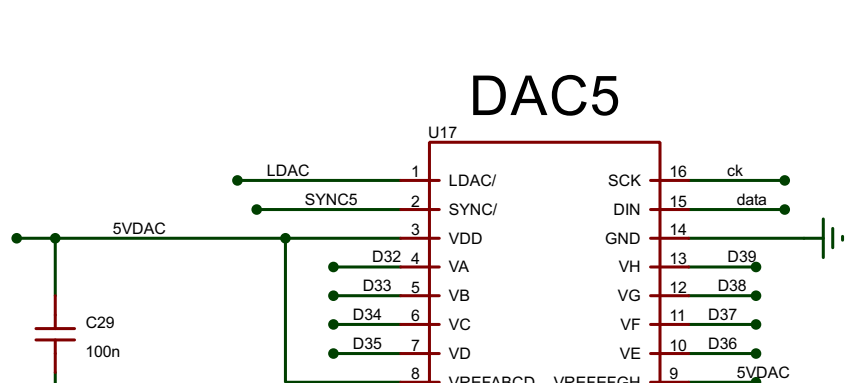 DAC5
U17
LDAC 1 LDAC/ SCK 16 ck
SYNC5 2 SYNC/ DIN 15 data
5VDAC 3 VDD GND 14
D32 4 VA VH 13 D39
D33 5 VB VG 12 D38
C29 D34 6 VC VF 11 D37
100n D35 7 VD VE 10 D36
8 VREFABCD VREFEFGH 9 5VDAC